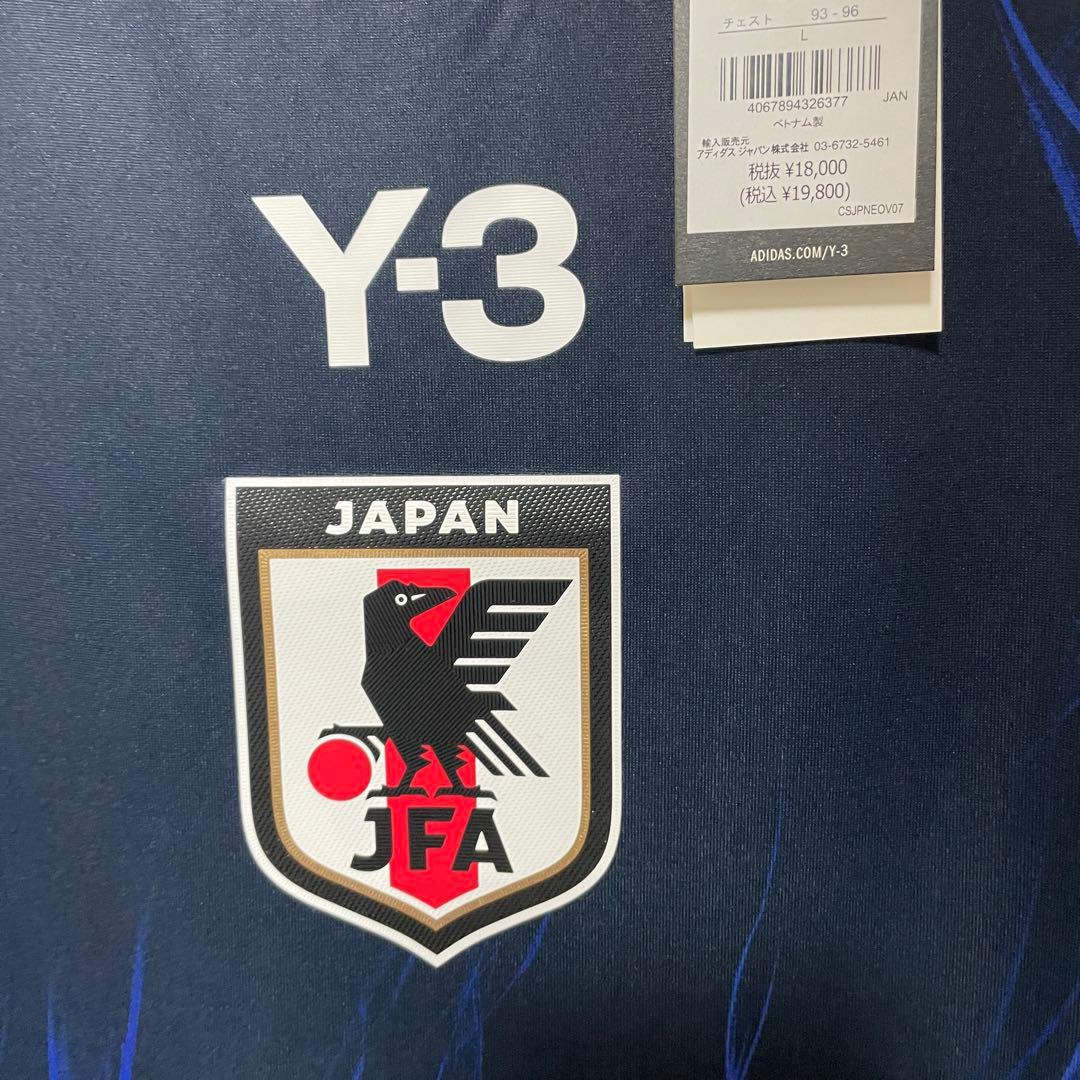 チェスト 93 - 96
L
4067894326377 JAN
ベトナム製
輸入販売元
アディダス ジャパン株式会社 03-6732-5461
税抜 ¥18,000
(税込 ¥19,800)
CSJPNEOV07
ADIDAS.COM/Y-3
Y-3
JAPAN
JFA